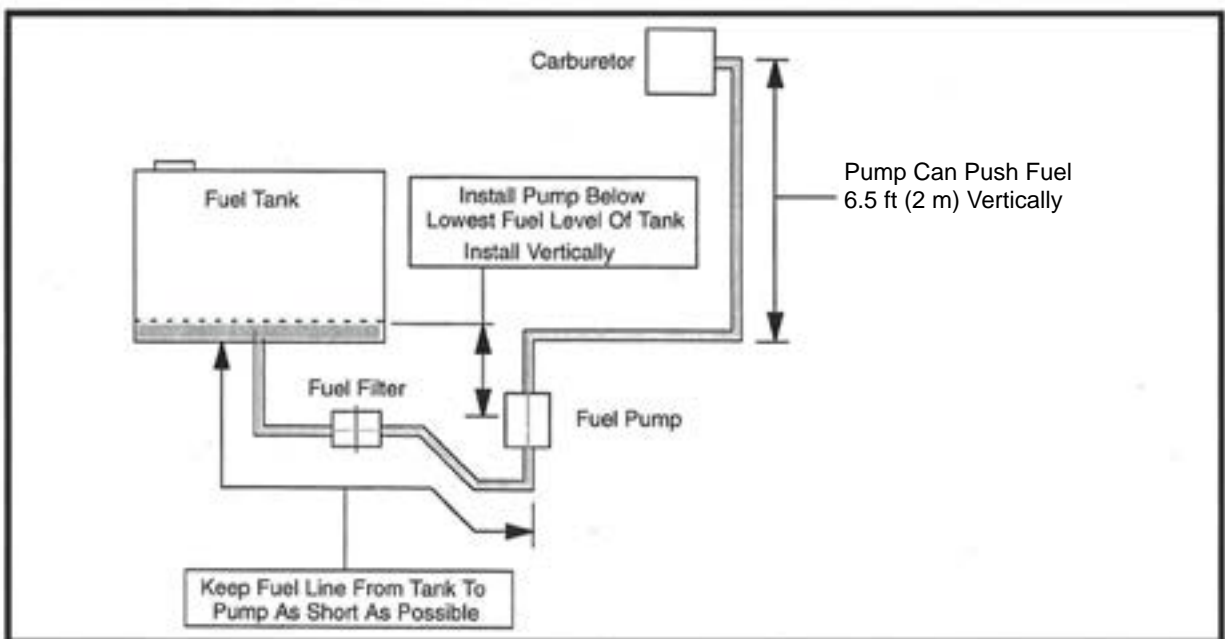 Carburetor
Pump Can Push Fuel
6.5 ft (2 m) Vertically
Fuel Tank
Install Pump Below
Lowest Fuel Level Of Tank
Install Vertically
Fuel Filter
Fuel Pump
Keep Fuel Line From Tank To
Pump As Short As Possible